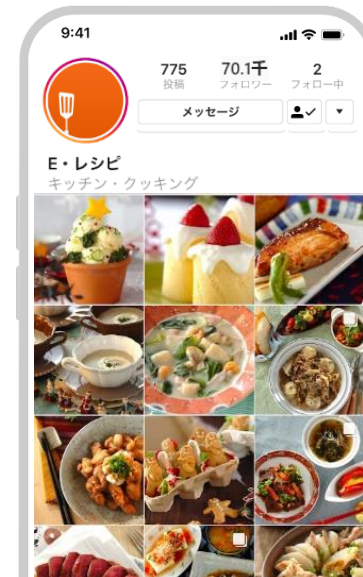 9:41
775
70.1千
2
投稿
フォロワー
フォロー中
メッセージ
E・レシピ
キッチン・クッキング